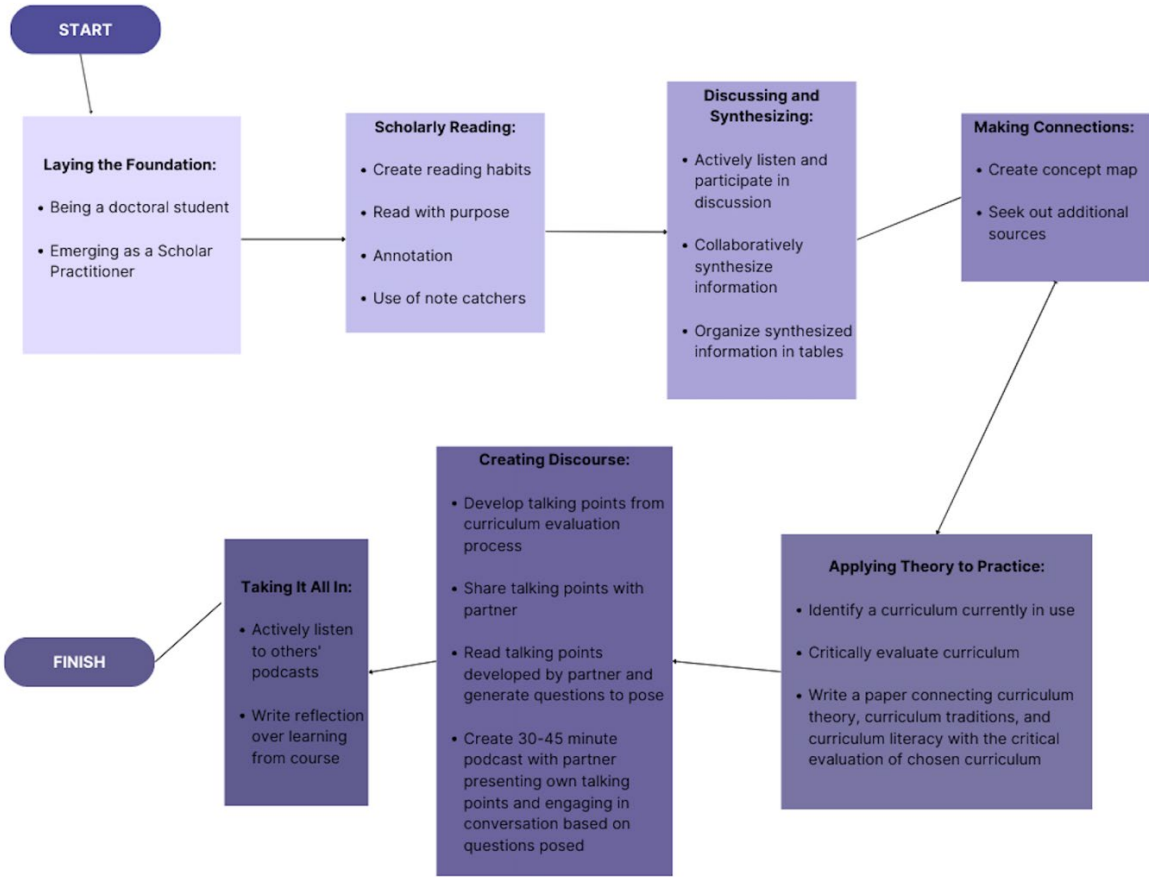 START
Laying the Foundation:
• Being a doctoral student
• Emerging as a Scholar
Practitioner
Scholarly Reading:
• Create reading habits
• Read with purpose
• Annotation
• Use of note catchers
Discussing and
Synthesizing:
• Actively listen and
participate in
discussion
• Collaboratively
synthesize
information
• Organize synthesized
information in tables
Making Connections:
• Create concept map
• Seek out additional
sources
Applying Theory to Practice:
• Identify a curriculum currently in use
• Critically evaluate curriculum
• Write a paper connecting curriculum
theory, curriculum traditions, and
curriculum literacy with the critical
evaluation of chosen curriculum
Creating Discourse:
• Develop talking points from
curriculum evaluation
process
• Share talking points with
partner
• Read talking points
developed by partner and
generate questions to pose
• Create 30-45 minute
podcast with partner
presenting own talking
points and engaging in
conversation based on
questions posed
Taking It All In:
• Actively listen
to others'
podcasts
• Write reflection
over learning
from course
FINISH